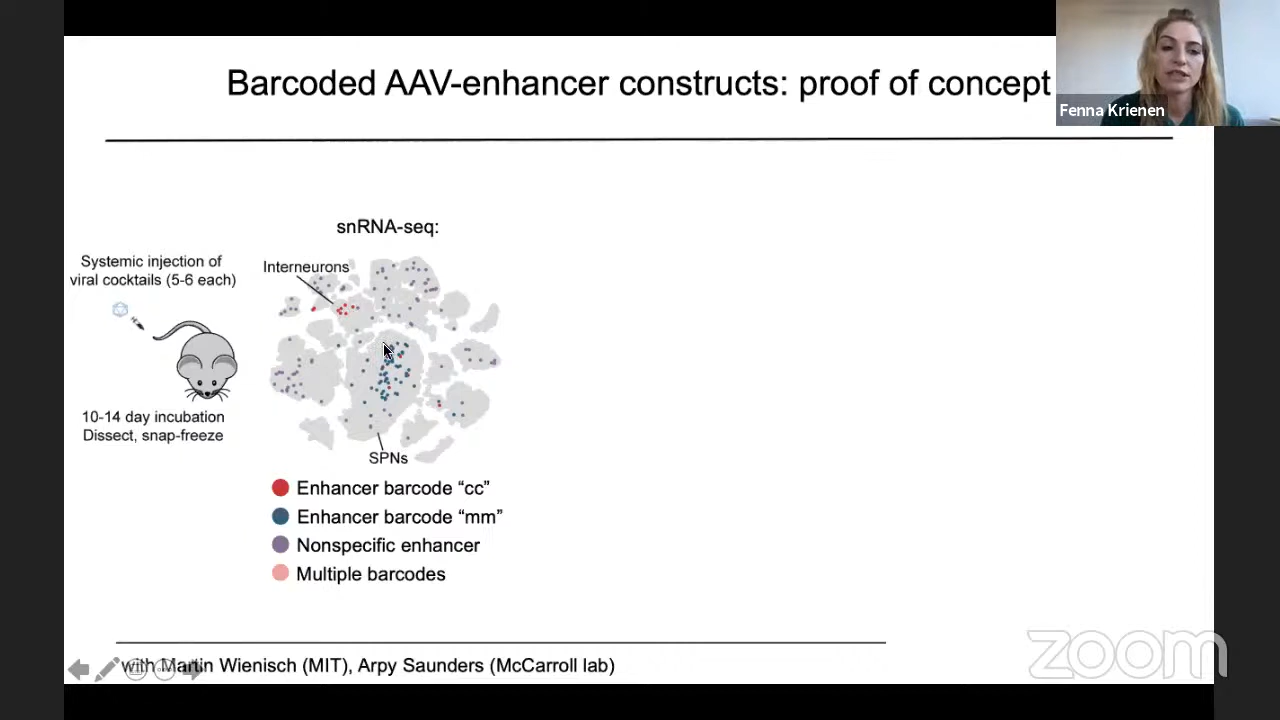 Barcoded AAV-enhancer constructs: proof of concept
Fenna Krienen
snRNA-seq:
Systemic injection of
viral cocktails (5-6 each)
Interneurons
10-14 day incubation
Dissect, snap-freeze
SPNs
Enhancer barcode “cc”
Enhancer barcode “mm”
Nonspecific enhancer
Multiple barcodes
with Martin Wienisch (MIT), Arpy Saunders (McCarroll lab)
zoom